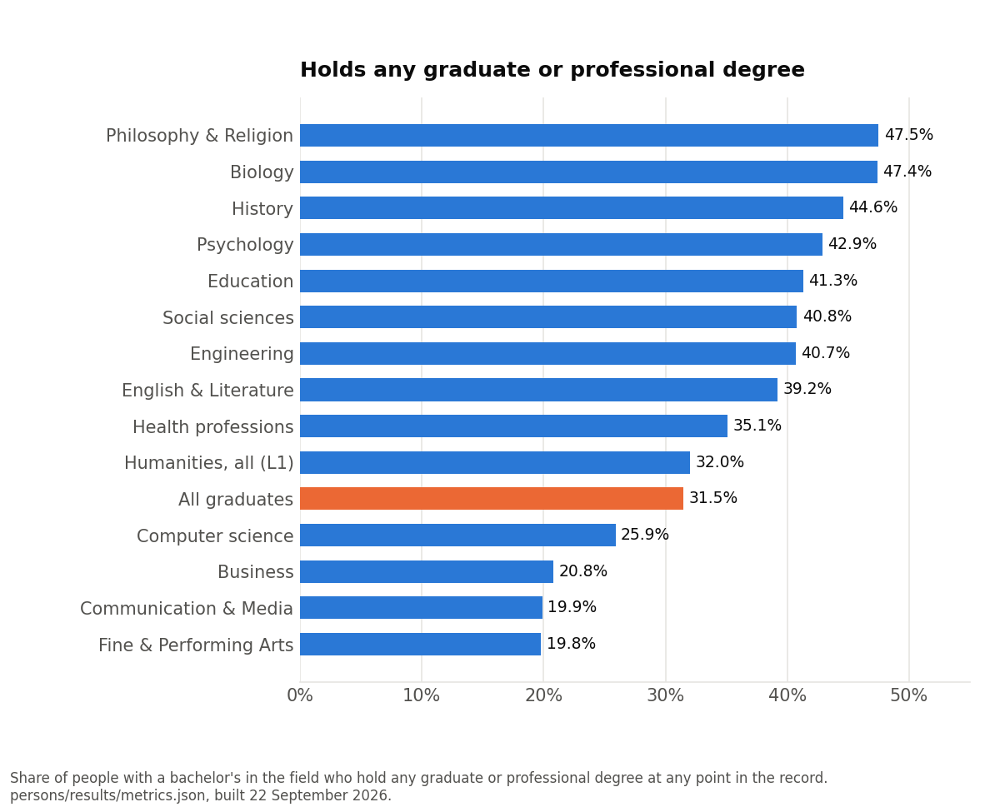 Holds any graduate or professional degree
Philosophy & Religion 47.5%
Biology 47.4%
History 44.6%
Psychology 42.9%
Education 41.3%
Social sciences 40.8%
Engineering 40.7%
English & Literature 39.2%
Health professions 35.1%
Humanities, all (L1) 32.0%
All graduates 31.5%
Computer science 25.9%
Business 20.8%
Communication & Media 19.9%
Fine & Performing Arts 19.8%
0% 10% 20% 30% 40% 50%
Share of people with a bachelor's in the field who hold any graduate or professional degree at any point in the record.
persons/results/metrics.json, built 22 September 2026.